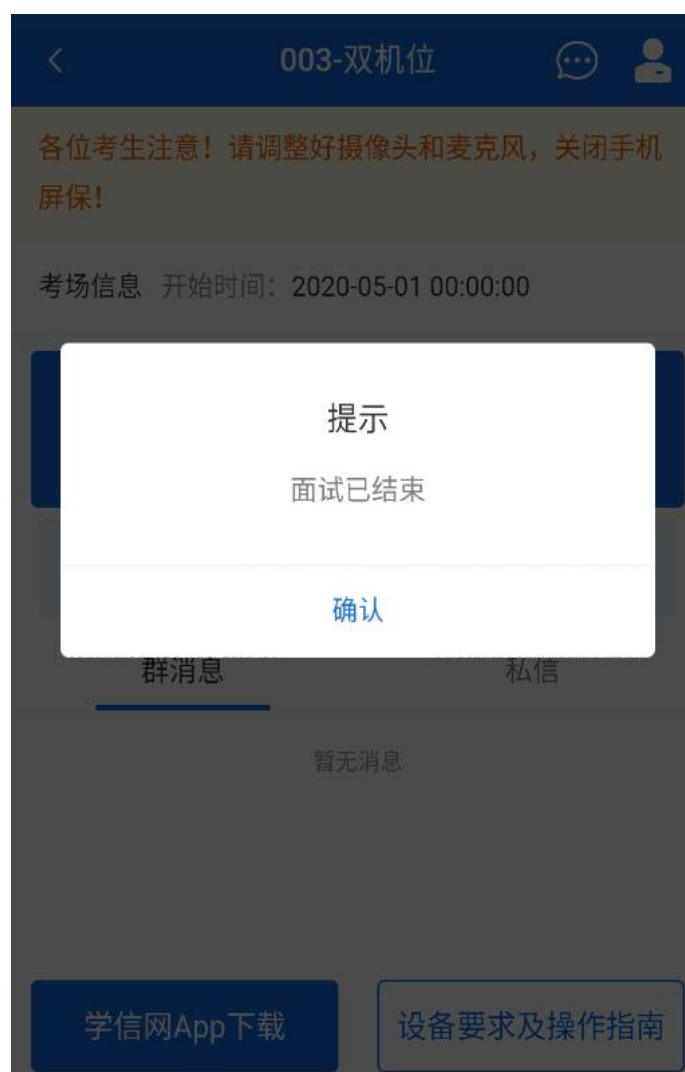 003-双机位
各位考生注意！请调整好摄像头和麦克风，关闭手机
屏保！
考场信息 开始时间：2020-05-01 00:00:00
提示
面试已结束
确认
群消息 私信
暂无消息
学信网App下载 设备要求及操作指南